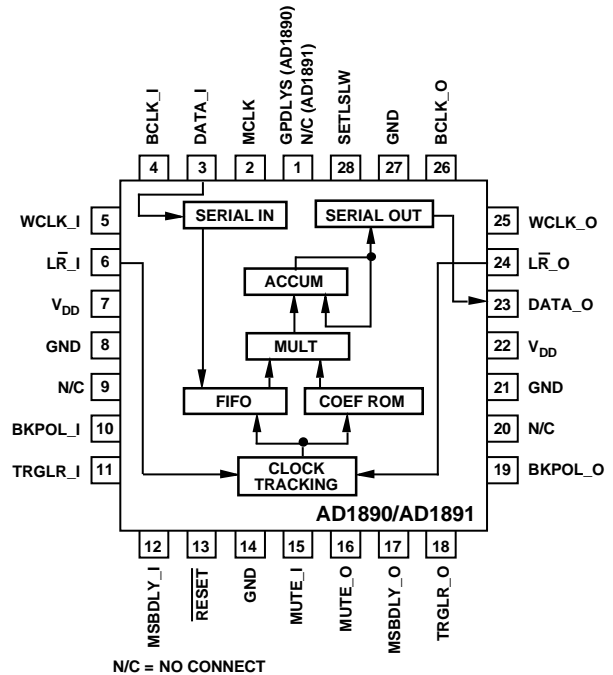 BCLK_I
DATA_I
MCLK
GPDLYS (AD1890)
N/C (AD1891)
SETLSLW
GND
BCLK_O
4
3
2
1
28
27
26
WCLK_I 5
LR̅_I 6
V_DD 7
GND 8
N/C 9
BKPOL_I 10
TRGLR_I 11
SERIAL IN
SERIAL OUT
ACCUM
MULT
FIFO
COEF ROM
CLOCK
TRACKING
AD1890/AD1891
25 WCLK_O
24 LR̅_O
23 DATA_O
22 V_DD
21 GND
20 N/C
19 BKPOL_O
12
13
14
15
16
17
18
MSBDLY_I
R̅E̅S̅E̅T̅
GND
MUTE_I
MUTE_O
MSBDLY_O
TRGLR_O
N/C = NO CONNECT